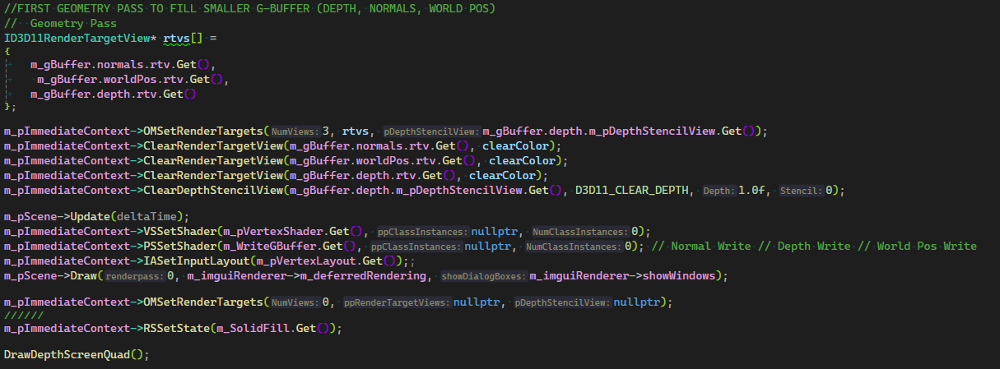 //FIRST GEOMETRY PASS TO FILL SMALLER G-BUFFER (DEPTH, NORMALS, WORLD POS)
//  Geometry Pass
ID3D11RenderTargetView* rtvs[] =
{
    m_gBuffer.normals.rtv.Get(),
     m_gBuffer.worldPos.rtv.Get(),
    m_gBuffer.depth.rtv.Get()
};

m_pImmediateContext->OMSetRenderTargets(NumViews: 3, rtvs, pDepthStencilView: m_gBuffer.depth.m_pDepthStencilView.Get());
m_pImmediateContext->ClearRenderTargetView(m_gBuffer.normals.rtv.Get(), clearColor);
m_pImmediateContext->ClearRenderTargetView(m_gBuffer.worldPos.rtv.Get(), clearColor);
m_pImmediateContext->ClearRenderTargetView(m_gBuffer.depth.rtv.Get(), clearColor);
m_pImmediateContext->ClearDepthStencilView(m_gBuffer.depth.m_pDepthStencilView.Get(), D3D11_CLEAR_DEPTH, Depth: 1.0f, Stencil: 0);

m_pScene->Update(deltaTime);
m_pImmediateContext->VSSetShader(m_pVertexShader.Get(), ppClassInstances: nullptr, NumClassInstances: 0);
m_pImmediateContext->PSSetShader(m_WriteGBuffer.Get(), ppClassInstances: nullptr, NumClassInstances: 0); // Normal Write // Depth Write // World Pos Write
m_pImmediateContext->IASetInputLayout(m_pVertexLayout.Get());;
m_pScene->Draw(renderpass: 0, m_imguiRenderer->m_deferredRendering, showDialogBoxes: m_imguiRenderer->showWindows);

m_pImmediateContext->OMSetRenderTargets(NumViews: 0, ppRenderTargetViews: nullptr, pDepthStencilView: nullptr);
//////
m_pImmediateContext->RSSetState(m_SolidFill.Get());

DrawDepthScreenQuad();